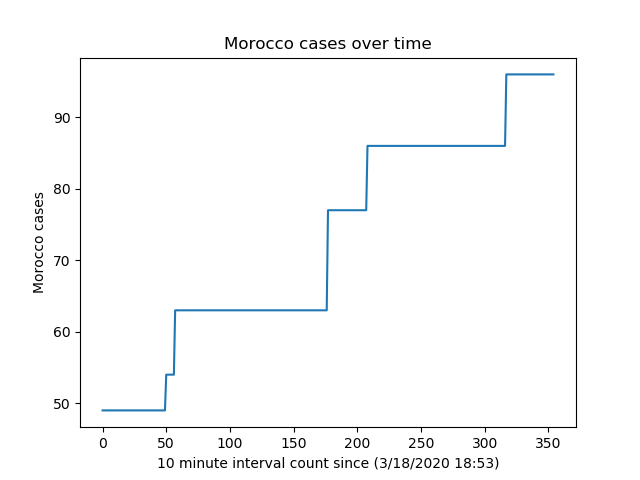 Morocco cases over time
90
80
70
60
50
Morocco cases
0 50 100 150 200 250 300 350
10 minute interval count since (3/18/2020 18:53)